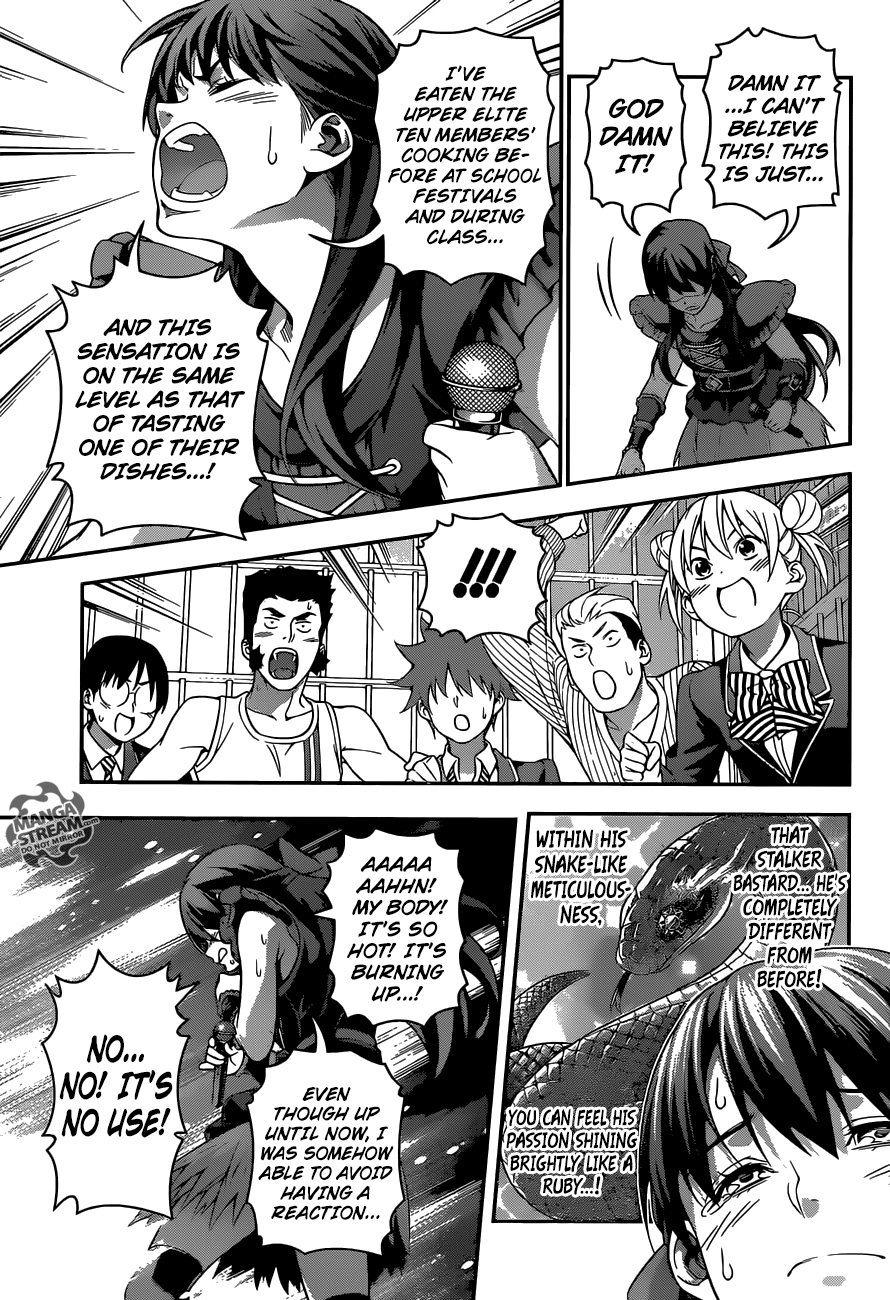 DAMN IT
...I CAN'T
BELIEVE
THIS! THIS
IS JUST...
GOD
DAMN
IT!
I'VE
EATEN THE
UPPER ELITE
TEN MEMBERS'
COOKING BE-
FORE AT SCHOOL
FESTIVALS
AND DURING
CLASS...
AND THIS
SENSATION IS
ON THE SAME
LEVEL AS THAT
OF TASTING
ONE OF THEIR
DISHES...!
!!!
THAT
STALKER
BASTARD... HE'S
COMPLETELY
DIFFERENT
FROM
BEFORE!
WITHIN HIS
SNAKE-LIKE
METICULOUS-
NESS,
YOU CAN FEEL HIS
PASSION SHINING
BRIGHTLY LIKE A
RUBY...!
AAAAA
AAHHN!
MY BODY!
IT'S SO
HOT! IT'S
BURNING
UP...!
EVEN
THOUGH UP
UNTIL NOW, I
WAS SOMEHOW
ABLE TO AVOID
HAVING A
REACTION...
NO...
NO! IT'S
NO USE!
MANGA
STREAM.com
DO NOT MIRROR